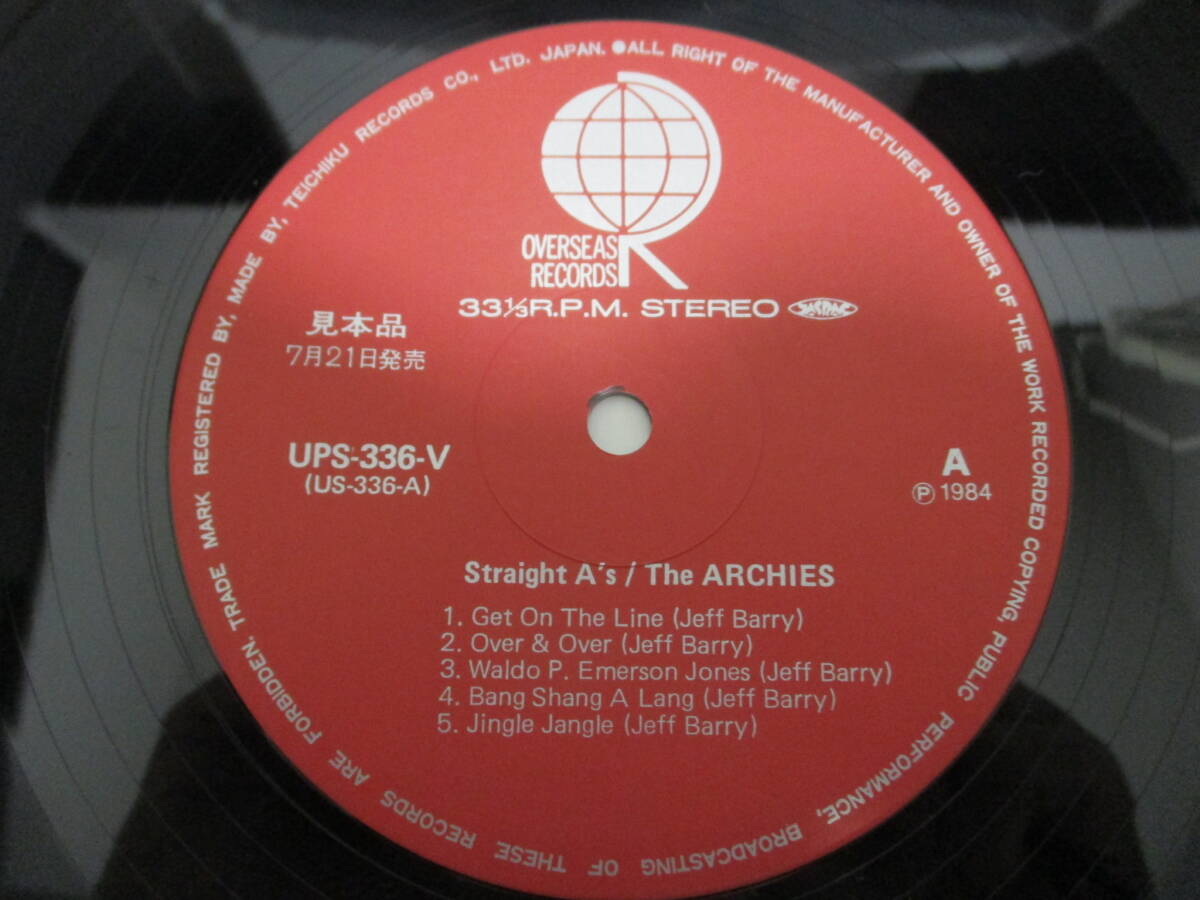 TRADE MARK REGISTERED BY, MADE BY, TEICHIKU RECORDS CO., LTD. JAPAN. ●ALL RIGHT OF THE MANUFACTURER AND OWNER OF THE WORK RECORDED COPYING, PUBLIC PERFORMANCE, BROADCASTING OF THESE RECORDS ARE FORBIDDEN.
OVERSEAS
RECORDS
33⅓R.P.M. STEREO JASRAC
見本品
7月21日発売
UPS-336-V
(US-336-A)
A
Ⓟ1984
Straight A's / The ARCHIES
1. Get On The Line (Jeff Barry)
2. Over & Over (Jeff Barry)
3. Waldo P. Emerson Jones (Jeff Barry)
4. Bang Shang A Lang (Jeff Barry)
5. Jingle Jangle (Jeff Barry)